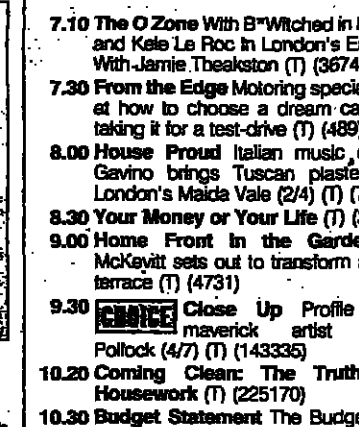 7.10 The O Zone With B*Witched in
and Kele Le Roc in London's E
With Jamie Theakston (T) (3674
7.30 From the Edge Motoring specie
at how to choose a dream ca
taking it for a test-drive (T) (489
8.00 House Proud Italian music
Gavino brings Tuscan plaste
London's Maida Vale (2/4) (T) (
8.30 Your Money or Your Life (T) (
9.00 Home Front in the Garde
McKevitt sets out to transform
terrace (T) (4731)
9.30 CHOICE Close Up Profile
maverick artist
Pollock (4/7) (T) (143335)
10.20 Coming Clean: The Truth
Housework (T) (225170)
10.30 Budget Statement The Budge